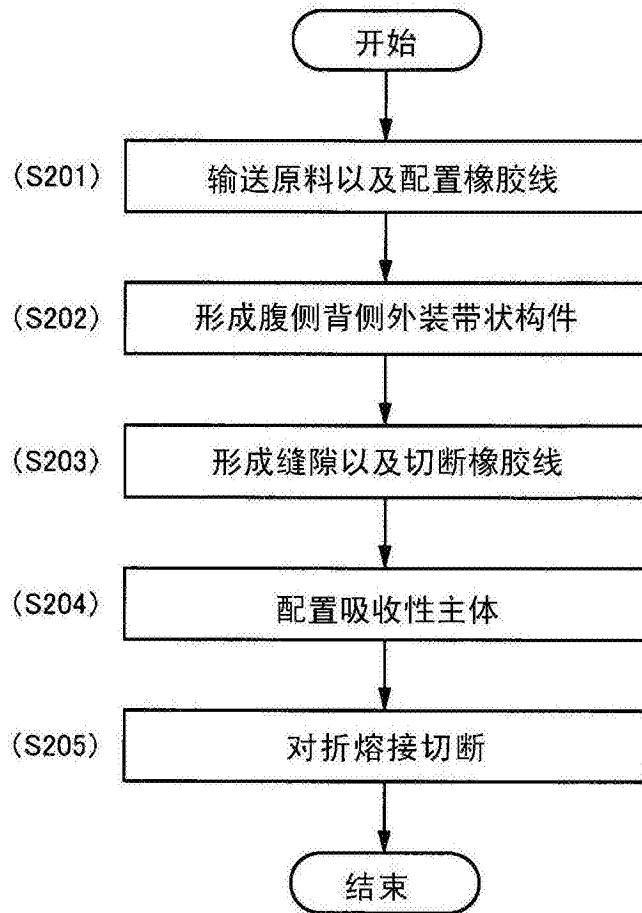 开始
(S201) 输送原料以及配置橡胶线
(S202) 形成腹侧背侧外装带状构件
(S203) 形成缝隙以及切断橡胶线
(S204) 配置吸收性主体
(S205) 对折熔接切断
结束